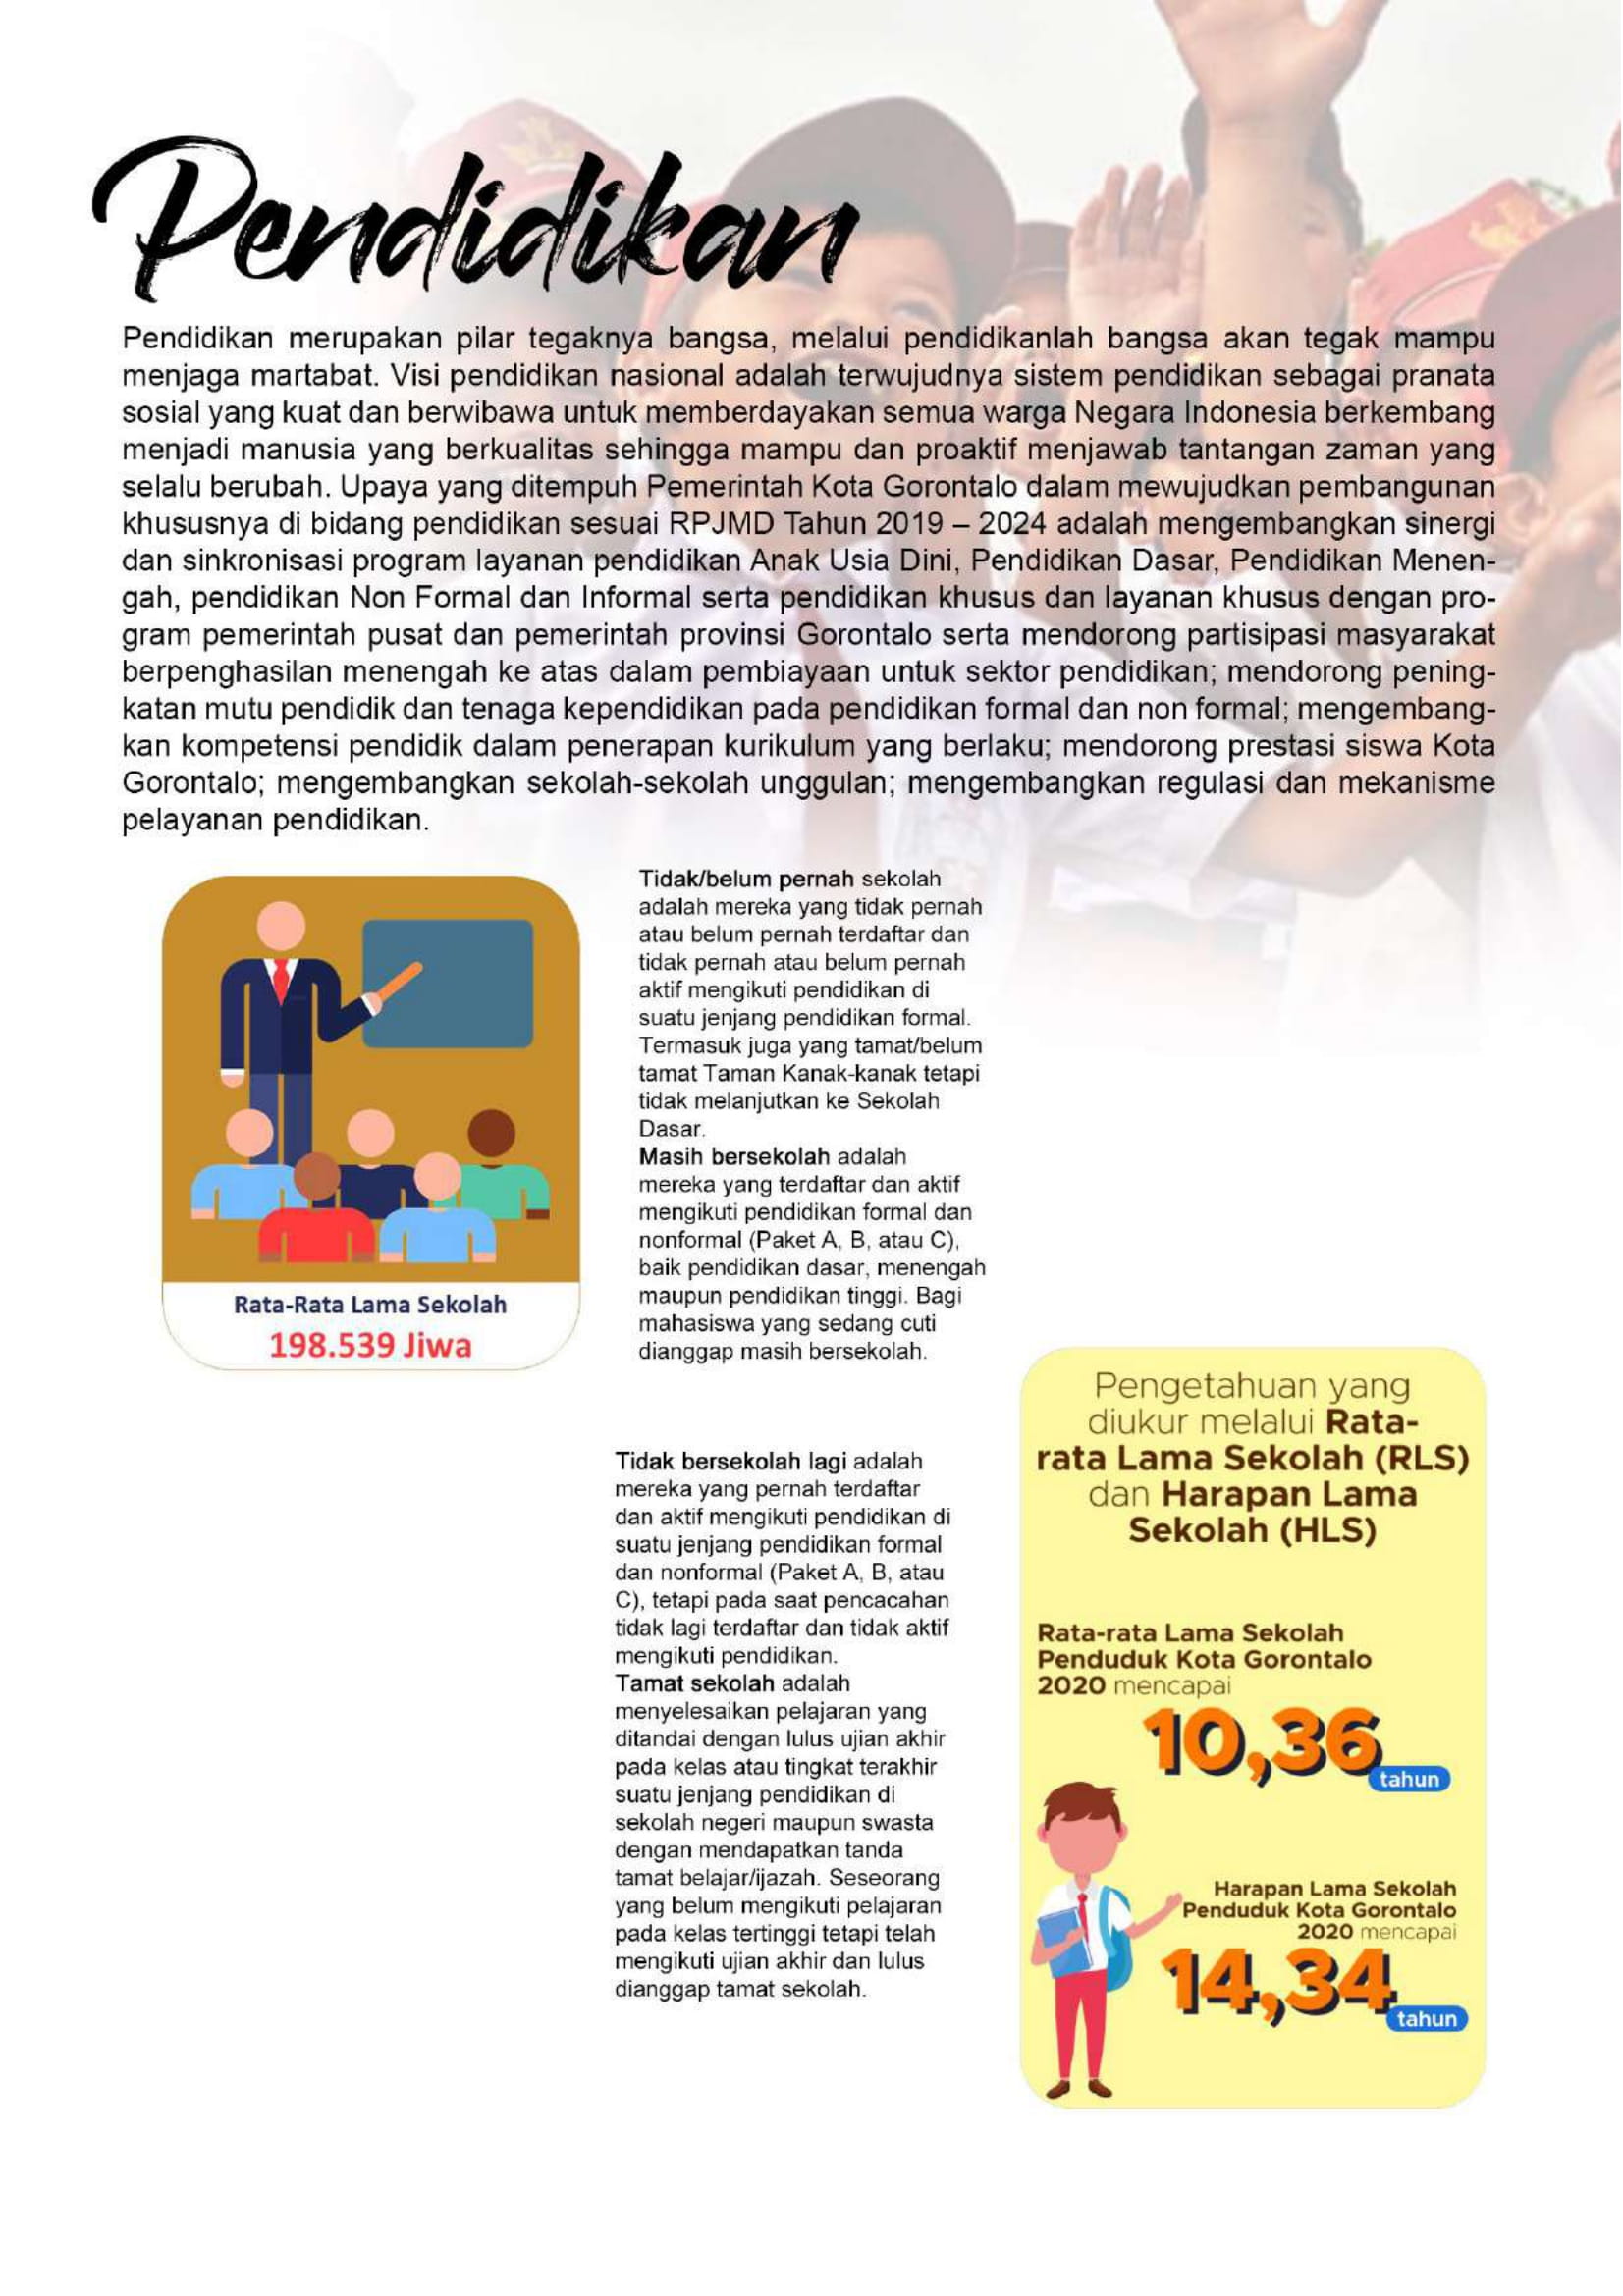 Pendidikan
Pendidikan merupakan pilar tegaknya bangsa, melalui pendidikanlah bangsa akan tegak mampu
menjaga martabat. Visi pendidikan nasional adalah terwujudnya sistem pendidikan sebagai pranata
sosial yang kuat dan berwibawa untuk memberdayakan semua warga Negara Indonesia berkembang
menjadi manusia yang berkualitas sehingga mampu dan proaktif menjawab tantangan zaman yang
selalu berubah. Upaya yang ditempuh Pemerintah Kota Gorontalo dalam mewujudkan pembangunan
khususnya di bidang pendidikan sesuai RPJMD Tahun 2019 – 2024 adalah mengembangkan sinergi
dan sinkronisasi program layanan pendidikan Anak Usia Dini, Pendidikan Dasar, Pendidikan Menen-
gah, pendidikan Non Formal dan Informal serta pendidikan khusus dan layanan khusus dengan pro-
gram pemerintah pusat dan pemerintah provinsi Gorontalo serta mendorong partisipasi masyarakat
berpenghasilan menengah ke atas dalam pembiayaan untuk sektor pendidikan; mendorong pening-
katan mutu pendidik dan tenaga kependidikan pada pendidikan formal dan non formal; mengembang-
kan kompetensi pendidik dalam penerapan kurikulum yang berlaku; mendorong prestasi siswa Kota
Gorontalo; mengembangkan sekolah-sekolah unggulan; mengembangkan regulasi dan mekanisme
pelayanan pendidikan.
Rata-Rata Lama Sekolah
198.539 Jiwa
Tidak/belum pernah sekolah
adalah mereka yang tidak pernah
atau belum pernah terdaftar dan
tidak pernah atau belum pernah
aktif mengikuti pendidikan di
suatu jenjang pendidikan formal.
Termasuk juga yang tamat/belum
tamat Taman Kanak-kanak tetapi
tidak melanjutkan ke Sekolah
Dasar.
Masih bersekolah adalah
mereka yang terdaftar dan aktif
mengikuti pendidikan formal dan
nonformal (Paket A, B, atau C),
baik pendidikan dasar, menengah
maupun pendidikan tinggi. Bagi
mahasiswa yang sedang cuti
dianggap masih bersekolah.
Tidak bersekolah lagi adalah
mereka yang pernah terdaftar
dan aktif mengikuti pendidikan di
suatu jenjang pendidikan formal
dan nonformal (Paket A, B, atau
C), tetapi pada saat pencacahan
tidak lagi terdaftar dan tidak aktif
mengikuti pendidikan.
Tamat sekolah adalah
menyelesaikan pelajaran yang
ditandai dengan lulus ujian akhir
pada kelas atau tingkat terakhir
suatu jenjang pendidikan di
sekolah negeri maupun swasta
dengan mendapatkan tanda
tamat belajar/ijazah. Seseorang
yang belum mengikuti pelajaran
pada kelas tertinggi tetapi telah
mengikuti ujian akhir dan lulus
dianggap tamat sekolah.
Pengetahuan yang
diukur melalui Rata-
rata Lama Sekolah (RLS)
dan Harapan Lama
Sekolah (HLS)
Rata-rata Lama Sekolah
Penduduk Kota Gorontalo
2020 mencapai
10,36
tahun
Harapan Lama Sekolah
Penduduk Kota Gorontalo
2020 mencapai
14,34
tahun